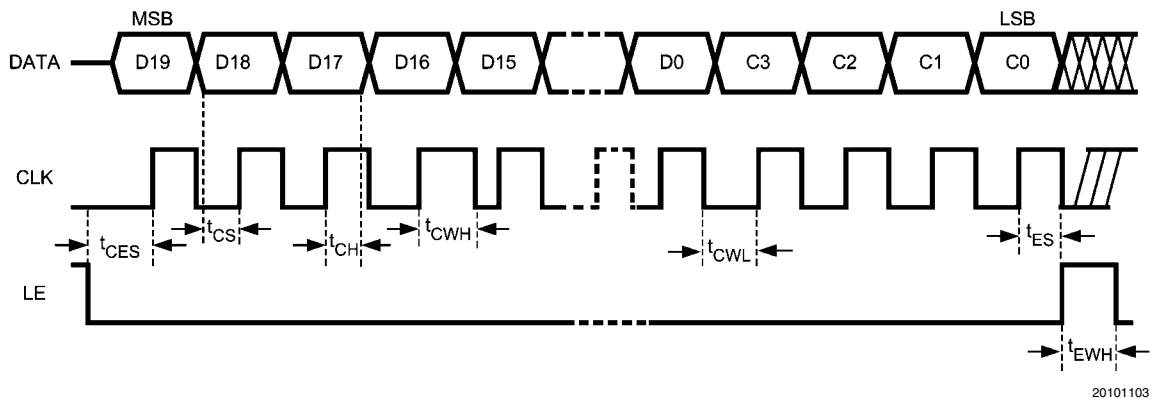 MSB LSB
DATA D19 D18 D17 D16 D15 D0 C3 C2 C1 C0
CLK
tCES tCS tCH tCWH tCWL tES
LE
tEWH
20101103